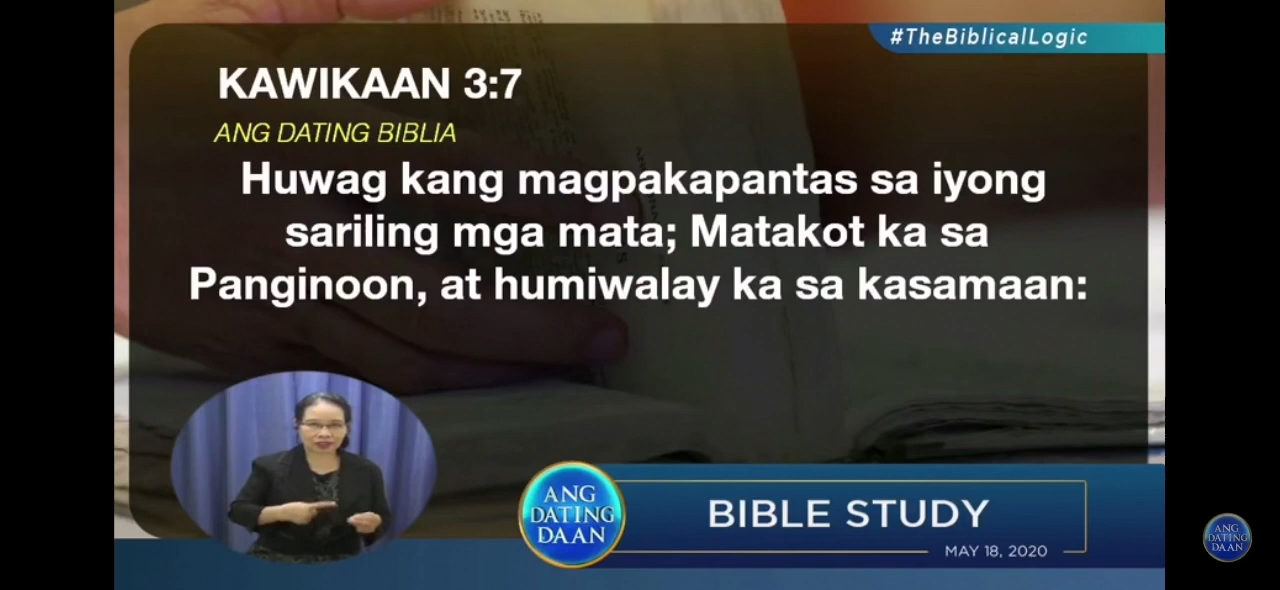 #TheBiblicalLogic
KAWIKAAN 3:7
ANG DATING BIBLIA
Huwag kang magpakapantas sa iyong
sariling mga mata; Matakot ka sa
Panginoon, at humiwalay ka sa kasamaan:
ANG
DATING
DAAN
BIBLE STUDY
MAY 18, 2020
ANG
DATING
DAAN